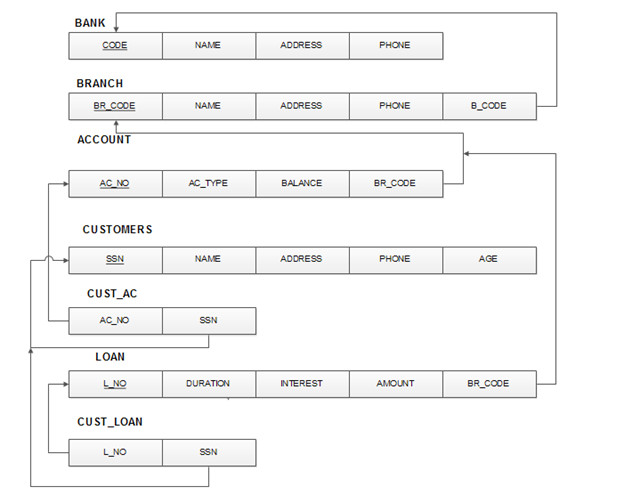 BANK
CODE NAME ADDRESS PHONE
BRANCH
BR_CODE NAME ADDRESS PHONE B_CODE
ACCOUNT
AC_NO AC_TYPE BALANCE BR_CODE
CUSTOMERS
SSN NAME ADDRESS PHONE AGE
CUST_AC
AC_NO SSN
LOAN
L_NO DURATION INTEREST AMOUNT BR_CODE
CUST_LOAN
L_NO SSN